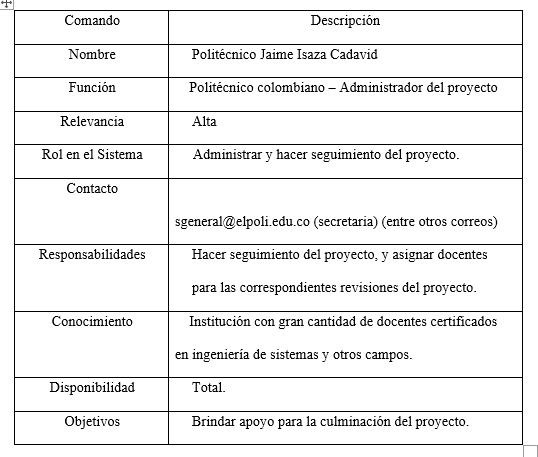 Comando Descripción
Nombre Politécnico Jaime Isaza Cadavid
Función Politécnico colombiano – Administrador del proyecto
Relevancia Alta
Rol en el Sistema Administrar y hacer seguimiento del proyecto.
Contacto
sgeneral@elpoli.edu.co (secretaria) (entre otros correos)
Responsabilidades Hacer seguimiento del proyecto, y asignar docentes
para las correspondientes revisiones del proyecto.
Conocimiento Institución con gran cantidad de docentes certificados
en ingeniería de sistemas y otros campos.
Disponibilidad Total.
Objetivos Brindar apoyo para la culminación del proyecto.